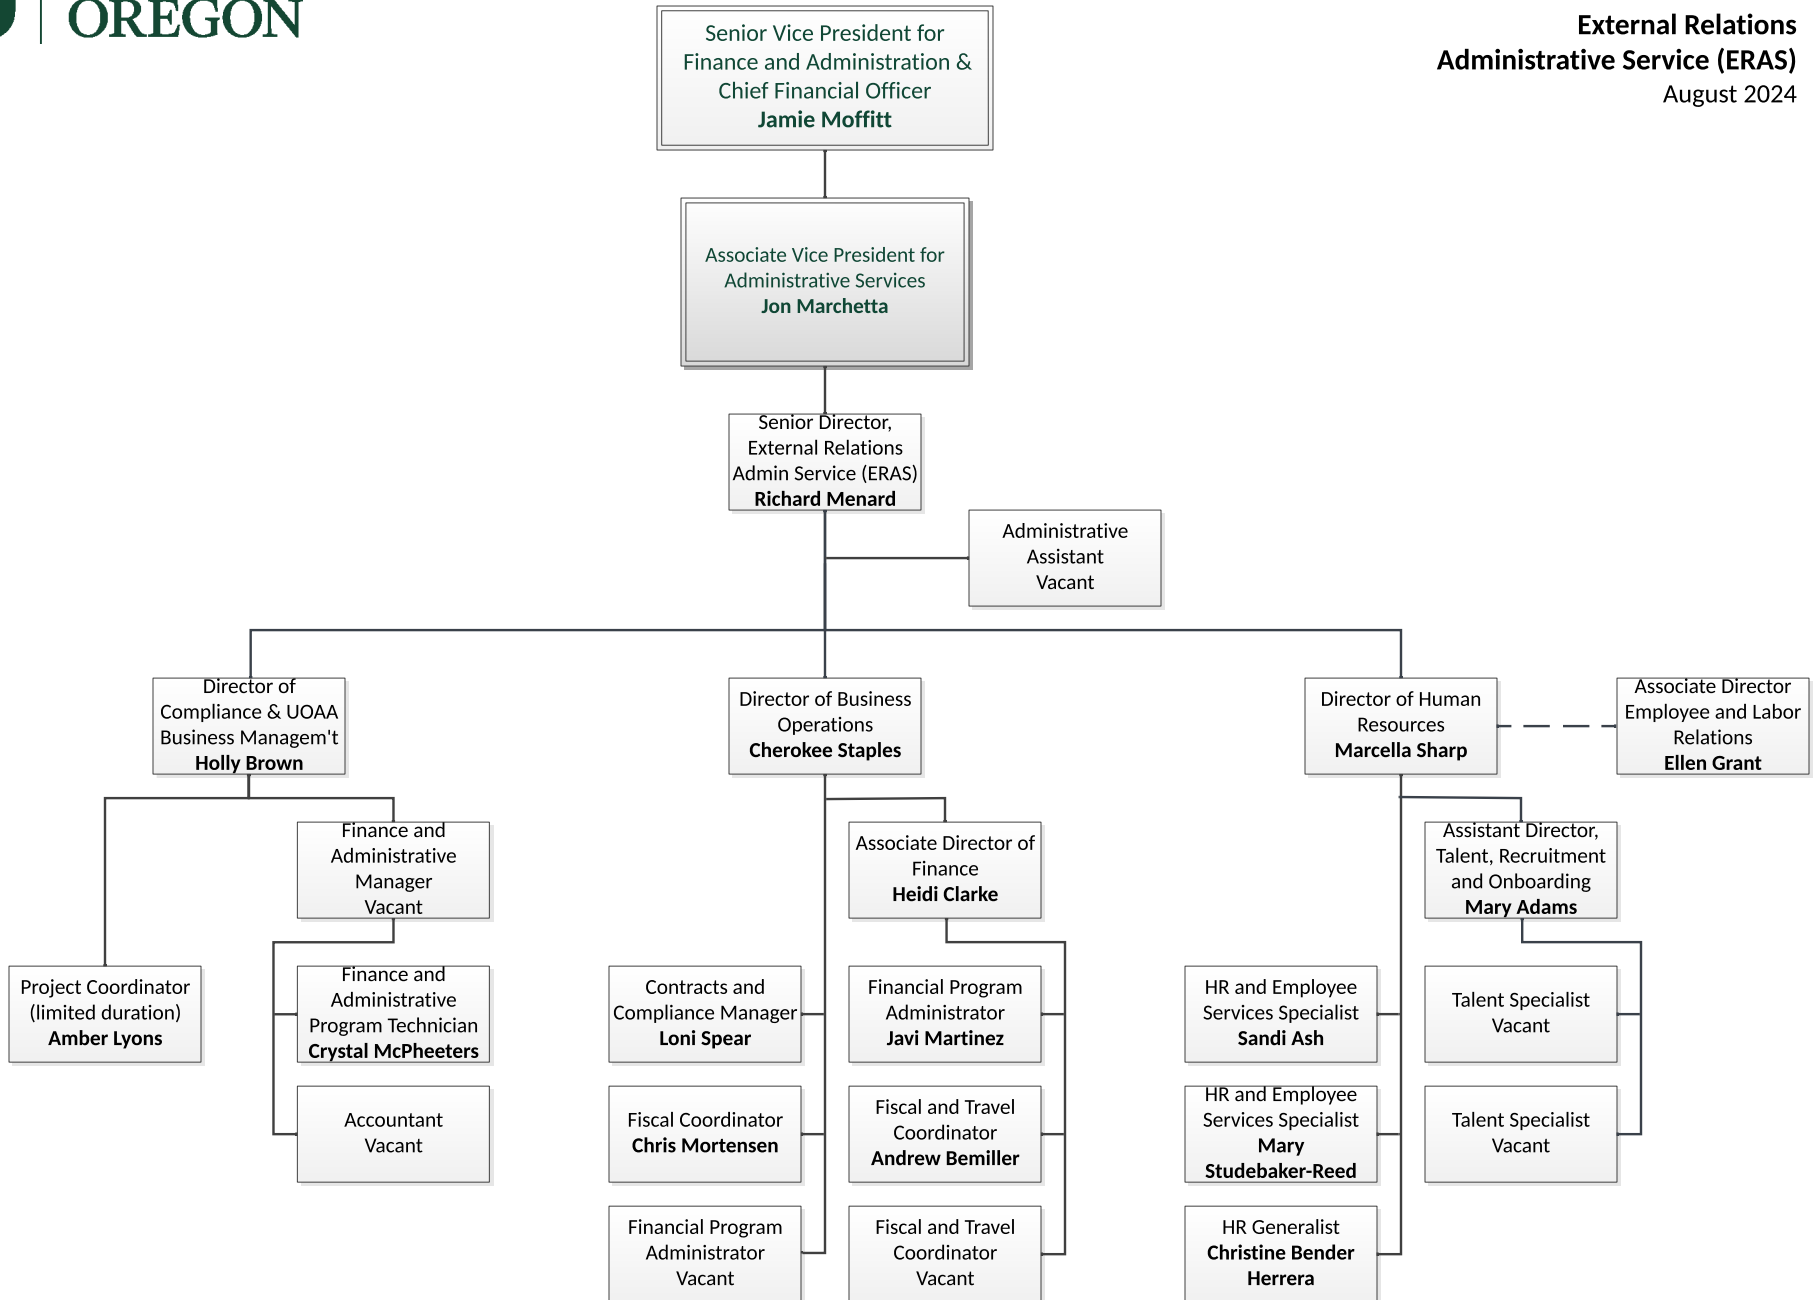 OREGON
External Relations
Administrative Service (ERAS)
August 2024
Senior Vice President for
Finance and Administration &
Chief Financial Officer
Jamie Moffitt
Associate Vice President for
Administrative Services
Jon Marchetta
Senior Director,
External Relations
Admin Service (ERAS)
Richard Menard
Administrative
Assistant
Vacant
Director of
Compliance & UOAA
Business Managem't
Holly Brown
Director of Business
Operations
Cherokee Staples
Director of Human
Resources
Marcella Sharp
Associate Director
Employee and Labor
Relations
Ellen Grant
Finance and
Administrative
Manager
Vacant
Associate Director of
Finance
Heidi Clarke
Assistant Director,
Talent, Recruitment
and Onboarding
Mary Adams
Project Coordinator
(limited duration)
Amber Lyons
Finance and
Administrative
Program Technician
Crystal McPheeters
Contracts and
Compliance Manager
Loni Spear
Financial Program
Administrator
Javi Martinez
HR and Employee
Services Specialist
Sandi Ash
Talent Specialist
Vacant
Accountant
Vacant
Fiscal Coordinator
Chris Mortensen
Fiscal and Travel
Coordinator
Andrew Bemiller
HR and Employee
Services Specialist
Mary
Studebaker-Reed
Talent Specialist
Vacant
Financial Program
Administrator
Vacant
Fiscal and Travel
Coordinator
Vacant
HR Generalist
Christine Bender
Herrera